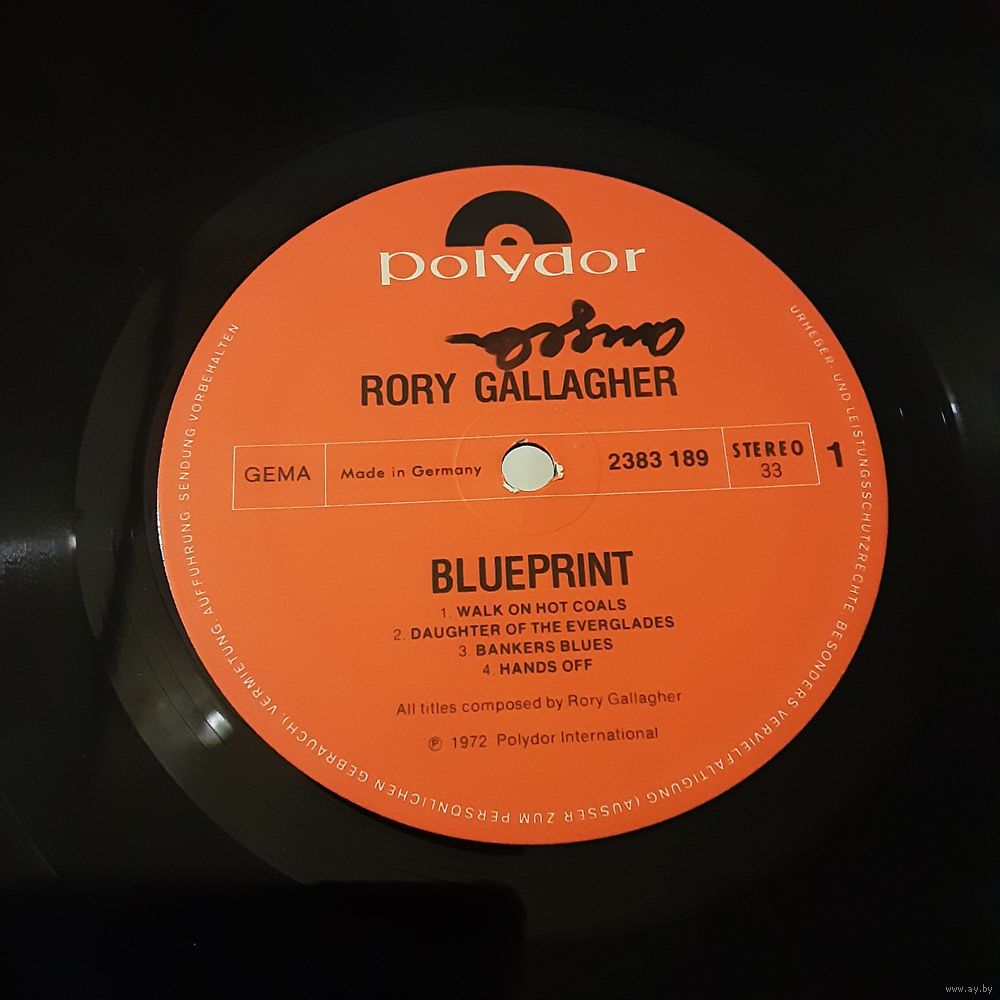 polydor
angela
RORY GALLAGHER
GEMA
Made in Germany
2383 189
STEREO
33
1
BLUEPRINT
1. WALK ON HOT COALS
2. DAUGHTER OF THE EVERGLADES
3. BANKERS BLUES
4. HANDS OFF
All titles composed by Rory Gallagher
℗ 1972 Polydor International
URHEBER- UND LEISTUNGSSCHUTZRECHTE, BESONDERS VERVIELFÄLTIGUNG (AUSSER ZUM PERSÖNLICHEN GEBRAUCH), VERMIETUNG, AUFFÜHRUNG, SENDUNG VORBEHALTEN
www.ay.by